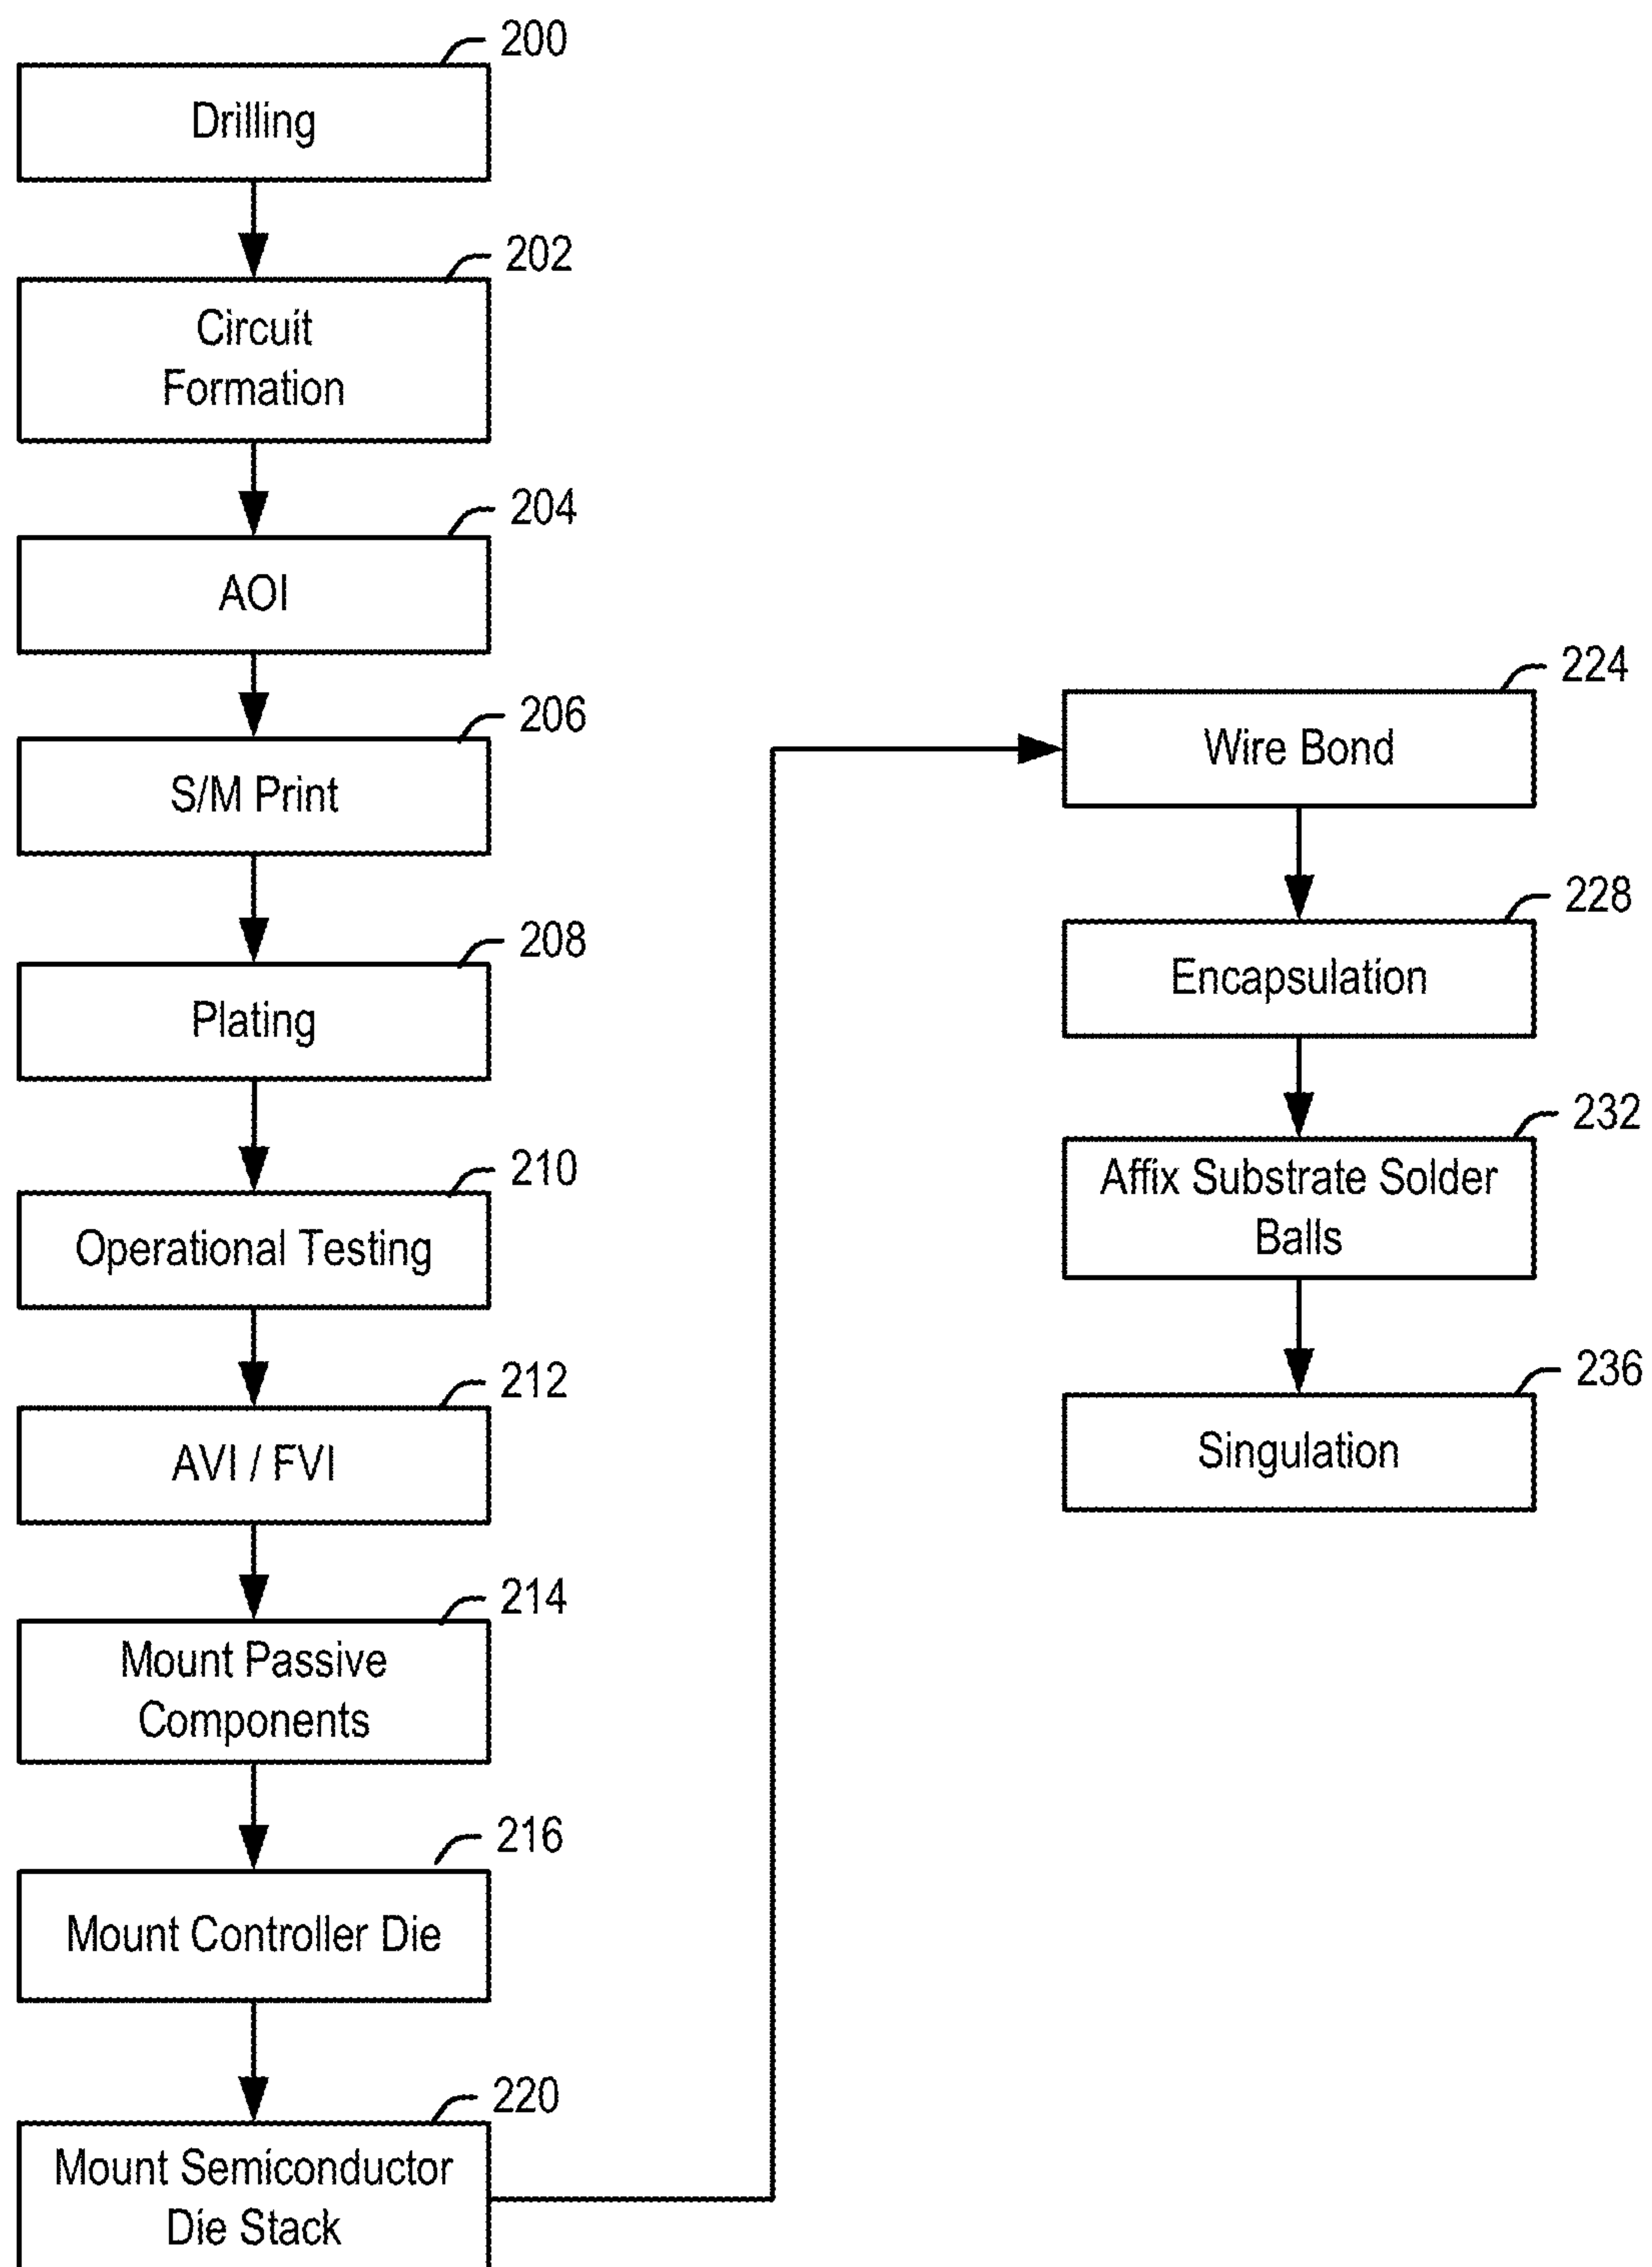 200
Drilling
202
Circuit
Formation
204
AOI
206
S/M Print
208
Plating
210
Operational Testing
212
AVI / FVI
214
Mount Passive
Components
216
Mount Controller Die
220
Mount Semiconductor
Die Stack
224
Wire Bond
228
Encapsulation
232
Affix Substrate Solder
Balls
236
Singulation